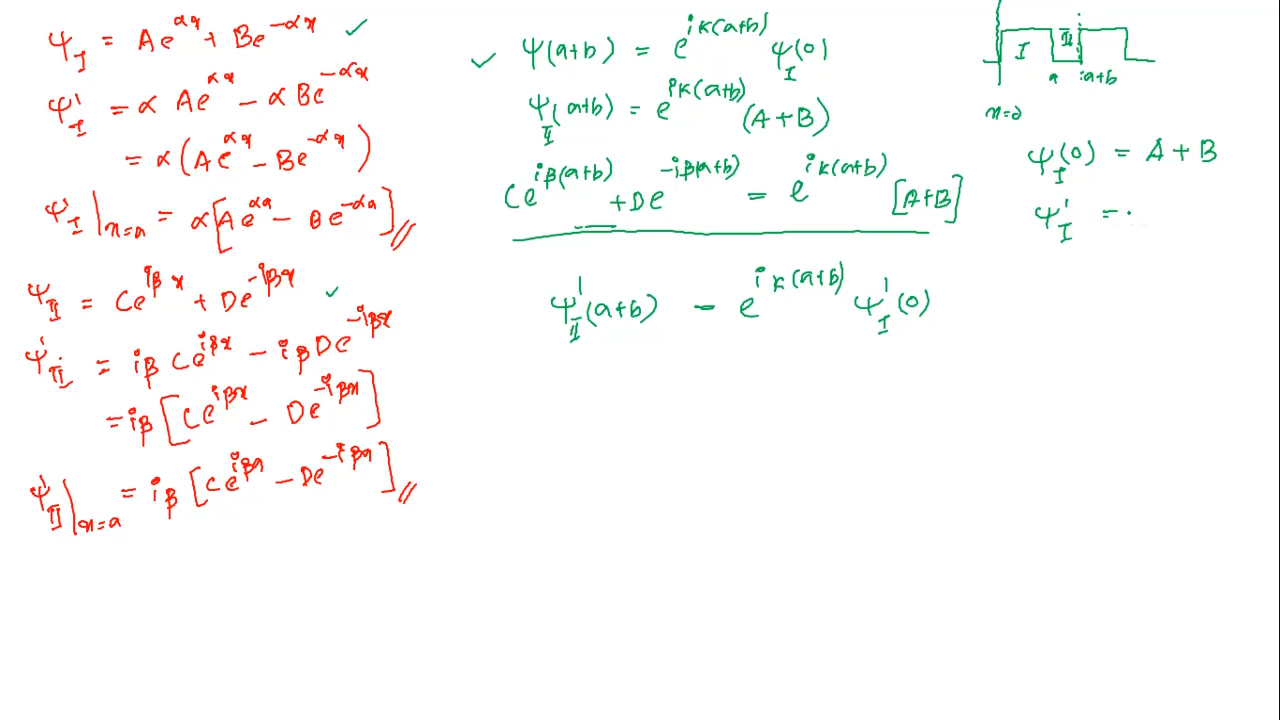 ψ_I = Ae^{αx} + Be^{-αx} ✓
ψ'_I = α Ae^{αx} - α Be^{-αx}
= α(Ae^{αx} - Be^{-αx})
ψ'_I|_{x=a} = α[Ae^{αa} - Be^{-αa}]//
ψ_II = Ce^{iβx} + De^{-iβx} ✓
ψ'_II = iβ Ce^{iβx} - iβ De^{-iβx}
= iβ[Ce^{iβx} - De^{-iβx}]
ψ'_II|_{x=a} = iβ[Ce^{iβa} - De^{-iβa}]//
✓ ψ(a+b) = e^{ik(a+b)} ψ_I(0)
ψ_II(a+b) = e^{ik(a+b)} (A+B)
Ce^{iβ(a+b)} + De^{-iβ(a+b)} = e^{ik(a+b)} [A+B]
ψ'_II(a+b) = e^{ik(a+b)} ψ'_I(0)
I II
a a+b
x=0
ψ_I(0) = A + B
ψ'_I =